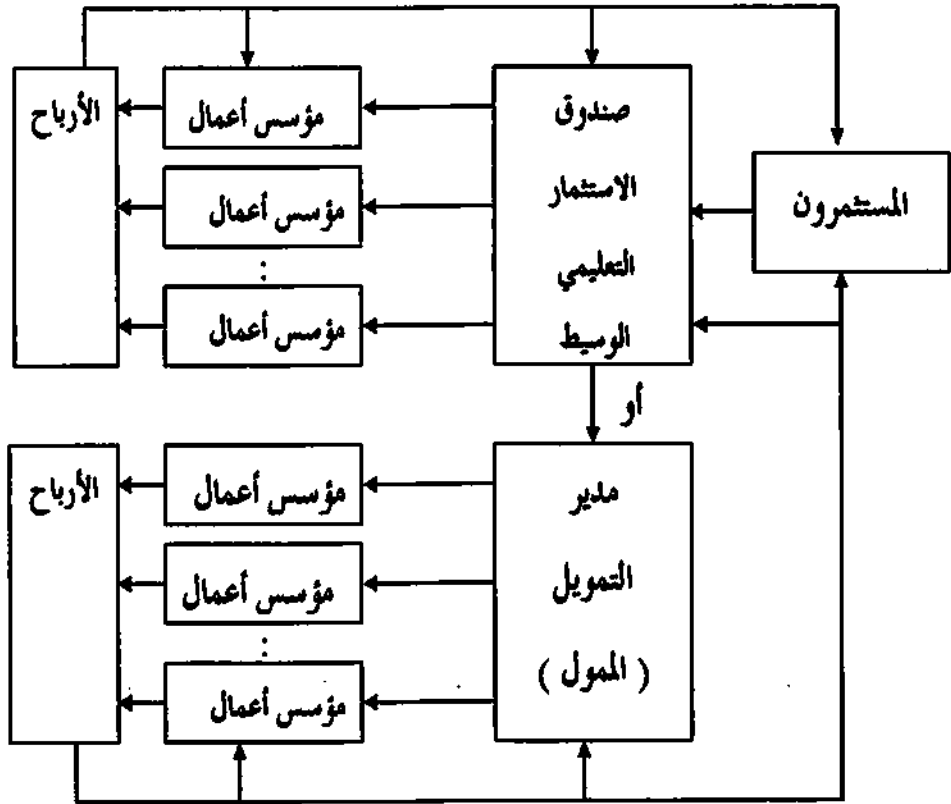 المستثمرون
صندوق
الاستثمار
التعليمي
الوسيط
مؤسس أعمال
مؤسس أعمال
:
مؤسس أعمال
الأرباح
أو
مدير
التمويل
( الممول )
مؤسس أعمال
مؤسس أعمال
:
مؤسس أعمال
الأرباح